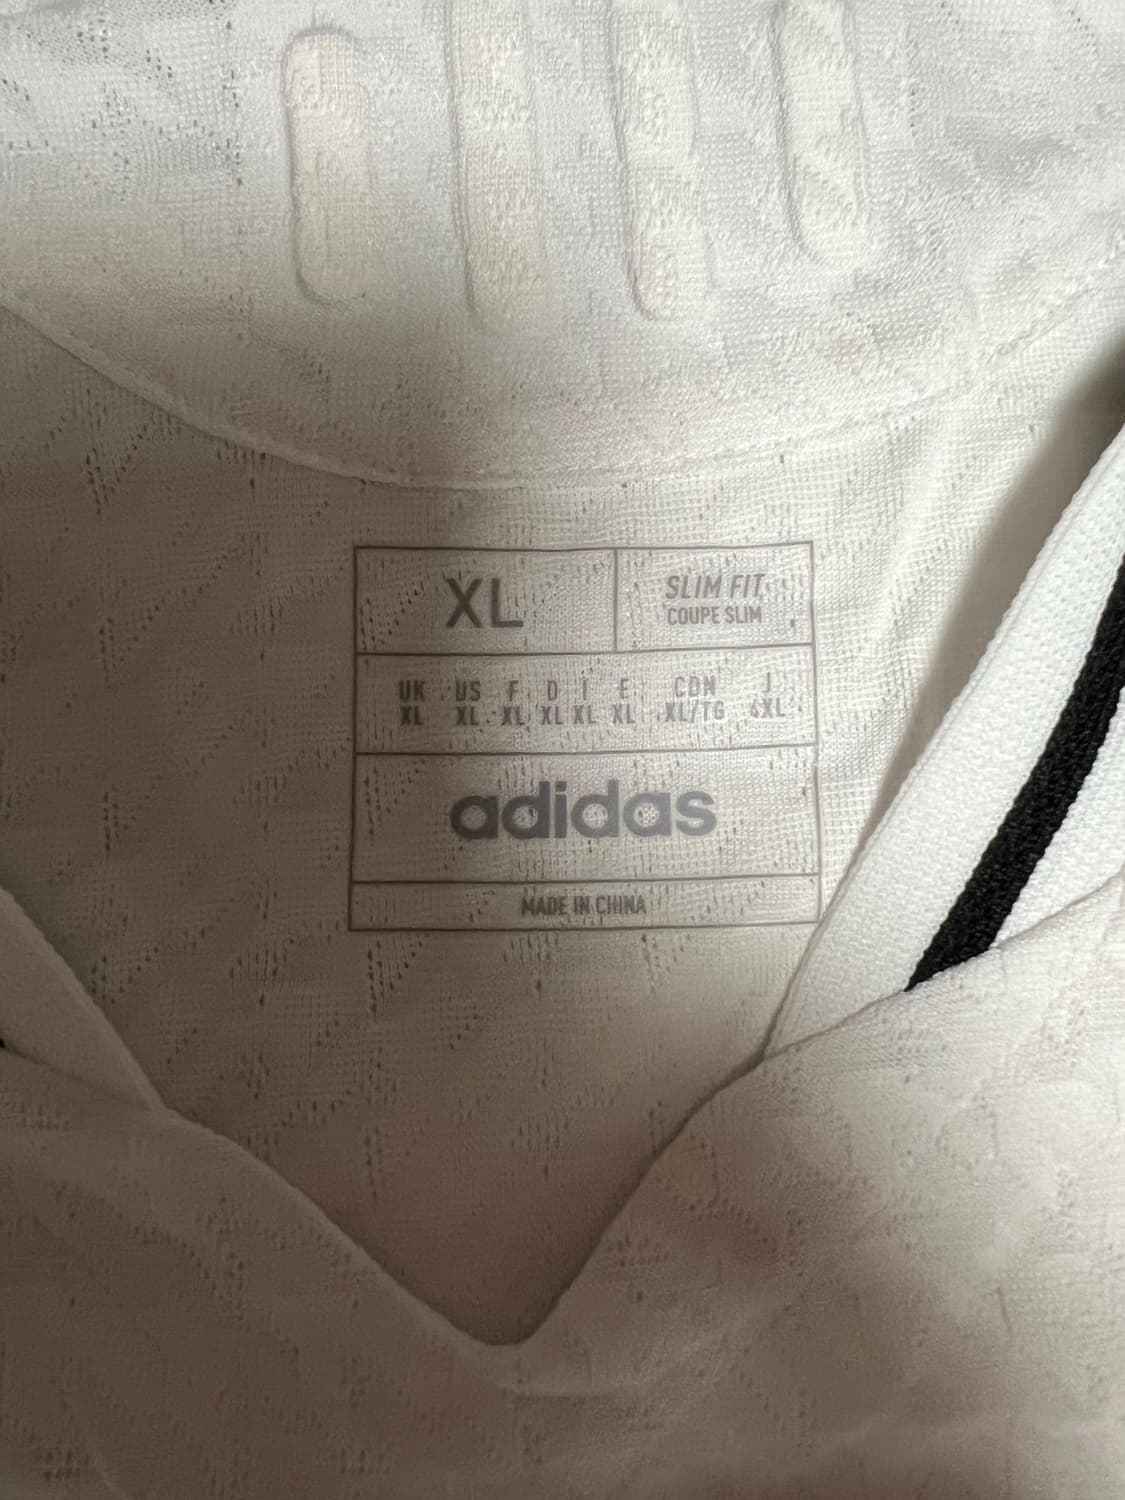 XL
SLIM FIT
COUPE SLIM
UK US F D I E CDN J
XL XL XL XL XL XL XL/TG 4XL
adidas
MADE IN CHINA